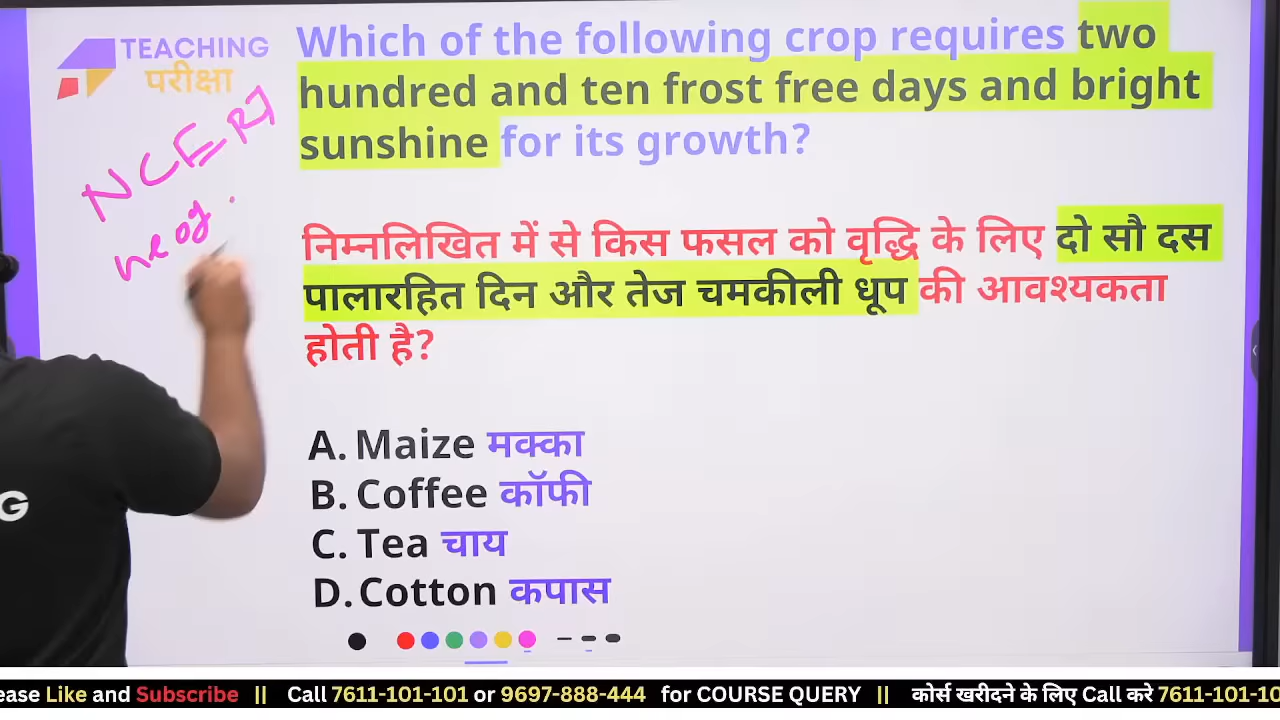 TEACHING
परीक्षा
Which of the following crop requires two
hundred and ten frost free days and bright
sunshine for its growth?
NCERT
निम्नलिखित में से किस फसल को वृद्धि के लिए दो सौ दस
पालारहित दिन और तेज चमकीली धूप की आवश्यकता
होती है?
A. Maize मक्का
B. Coffee कॉफी
C. Tea चाय
D. Cotton कपास
G
ease Like and Subscribe || Call 7611-101-101 or 9697-888-444 for COURSE QUERY || कोर्स खरीदने के लिए Call करे 7611-101-10